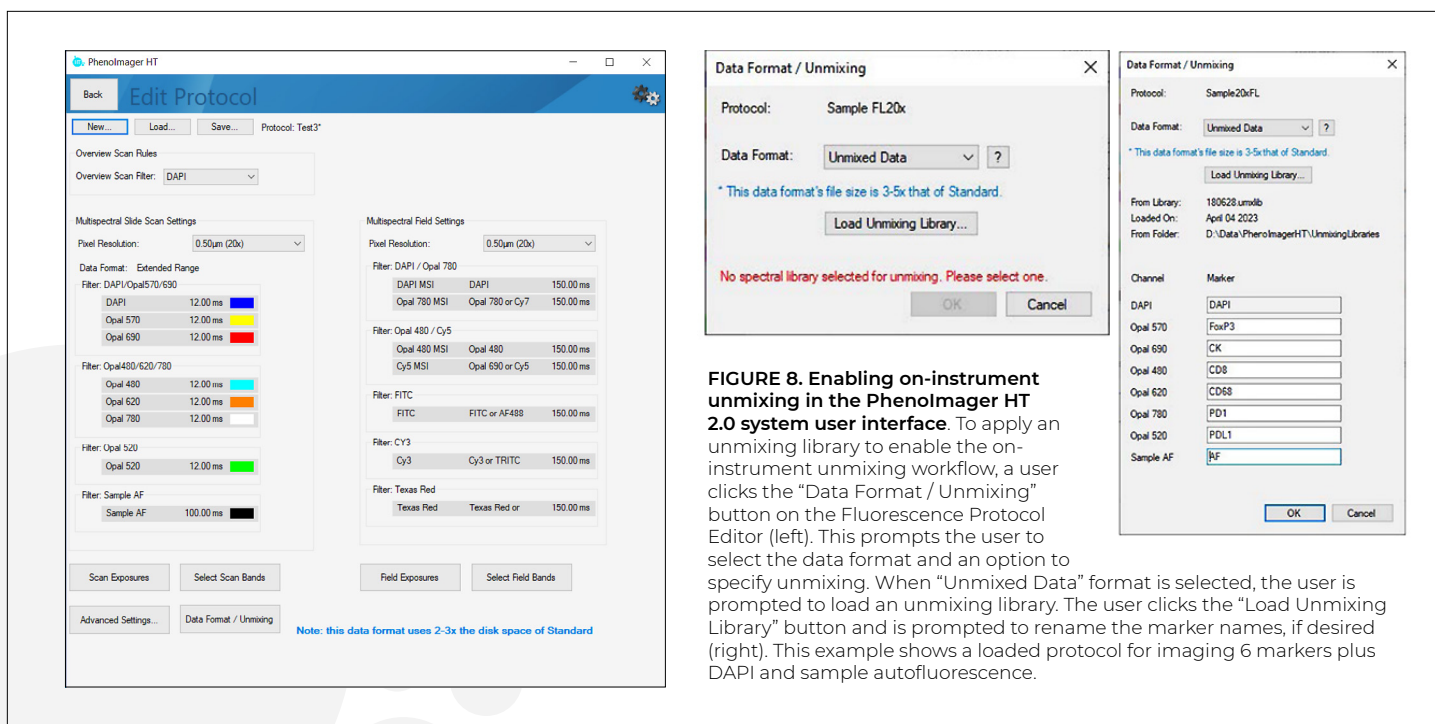 PhenoImager HT
Back Edit Protocol
New... Load... Save... Protocol: Test3*
Overview Scan Rules
Overview Scan Filter: DAPI
Multispectral Slide Scan Settings
Pixel Resolution: 0.50µm (20x)
Data Format: Extended Range
Filter: DAPI/Opal570/690
DAPI 12.00 ms
Opal 570 12.00 ms
Opal 690 12.00 ms
Filter: Opal480/620/780
Opal 480 12.00 ms
Opal 620 12.00 ms
Opal 780 12.00 ms
Filter: Opal 520
Opal 520 12.00 ms
Filter: Sample AF
Sample AF 100.00 ms
Scan Exposures Select Scan Bands
Multispectral Field Settings
Pixel Resolution: 0.50µm (20x)
Filter: DAPI / Opal 780
DAPI MSI DAPI 150.00 ms
Opal 780 MSI Opal 780 or Cy7 150.00 ms
Filter: Opal 480 / Cy5
Opal 480 MSI Opal 480 150.00 ms
Cy5 MSI Opal 690 or Cy5 150.00 ms
Filter: FITC
FITC FITC or AF488 150.00 ms
Filter: CY3
Cy3 Cy3 or TRITC 150.00 ms
Filter: Texas Red
Texas Red Texas Red or 150.00 ms
Field Exposures Select Field Bands
Advanced Settings... Data Format / Unmixing
Note: this data format uses 2-3x the disk space of Standard
Data Format / Unmixing
Protocol: Sample FL20x
Data Format: Unmixed Data ?
* This data format's file size is 3-5x that of Standard.
Load Unmixing Library...
No spectral library selected for unmixing. Please select one.
OK Cancel
Data Format / Unmixing
Protocol: Sample20xFL
Data Format: Unmixed Data ?
* This data format's file size is 3-5x that of Standard.
Load Unmixing Library...
From Library: 180628.umxlib
Loaded On: April 04 2023
From Folder: D:\Data\PhenoImagerHT\UnmixingLibraries
Channel Marker
DAPI DAPI
Opal 570 FoxP3
Opal 690 CK
Opal 480 CD8
Opal 620 CD68
Opal 780 PD1
Opal 520 PDL1
Sample AF AF
OK Cancel
FIGURE 8. Enabling on-instrument
unmixing in the PhenoImager HT
2.0 system user interface. To apply an
unmixing library to enable the on-
instrument unmixing workflow, a user
clicks the “Data Format / Unmixing”
button on the Fluorescence Protocol
Editor (left). This prompts the user to
select the data format and an option to
specify unmixing. When “Unmixed Data” format is selected, the user is
prompted to load an unmixing library. The user clicks the “Load Unmixing
Library” button and is prompted to rename the marker names, if desired
(right). This example shows a loaded protocol for imaging 6 markers plus
DAPI and sample autofluorescence.